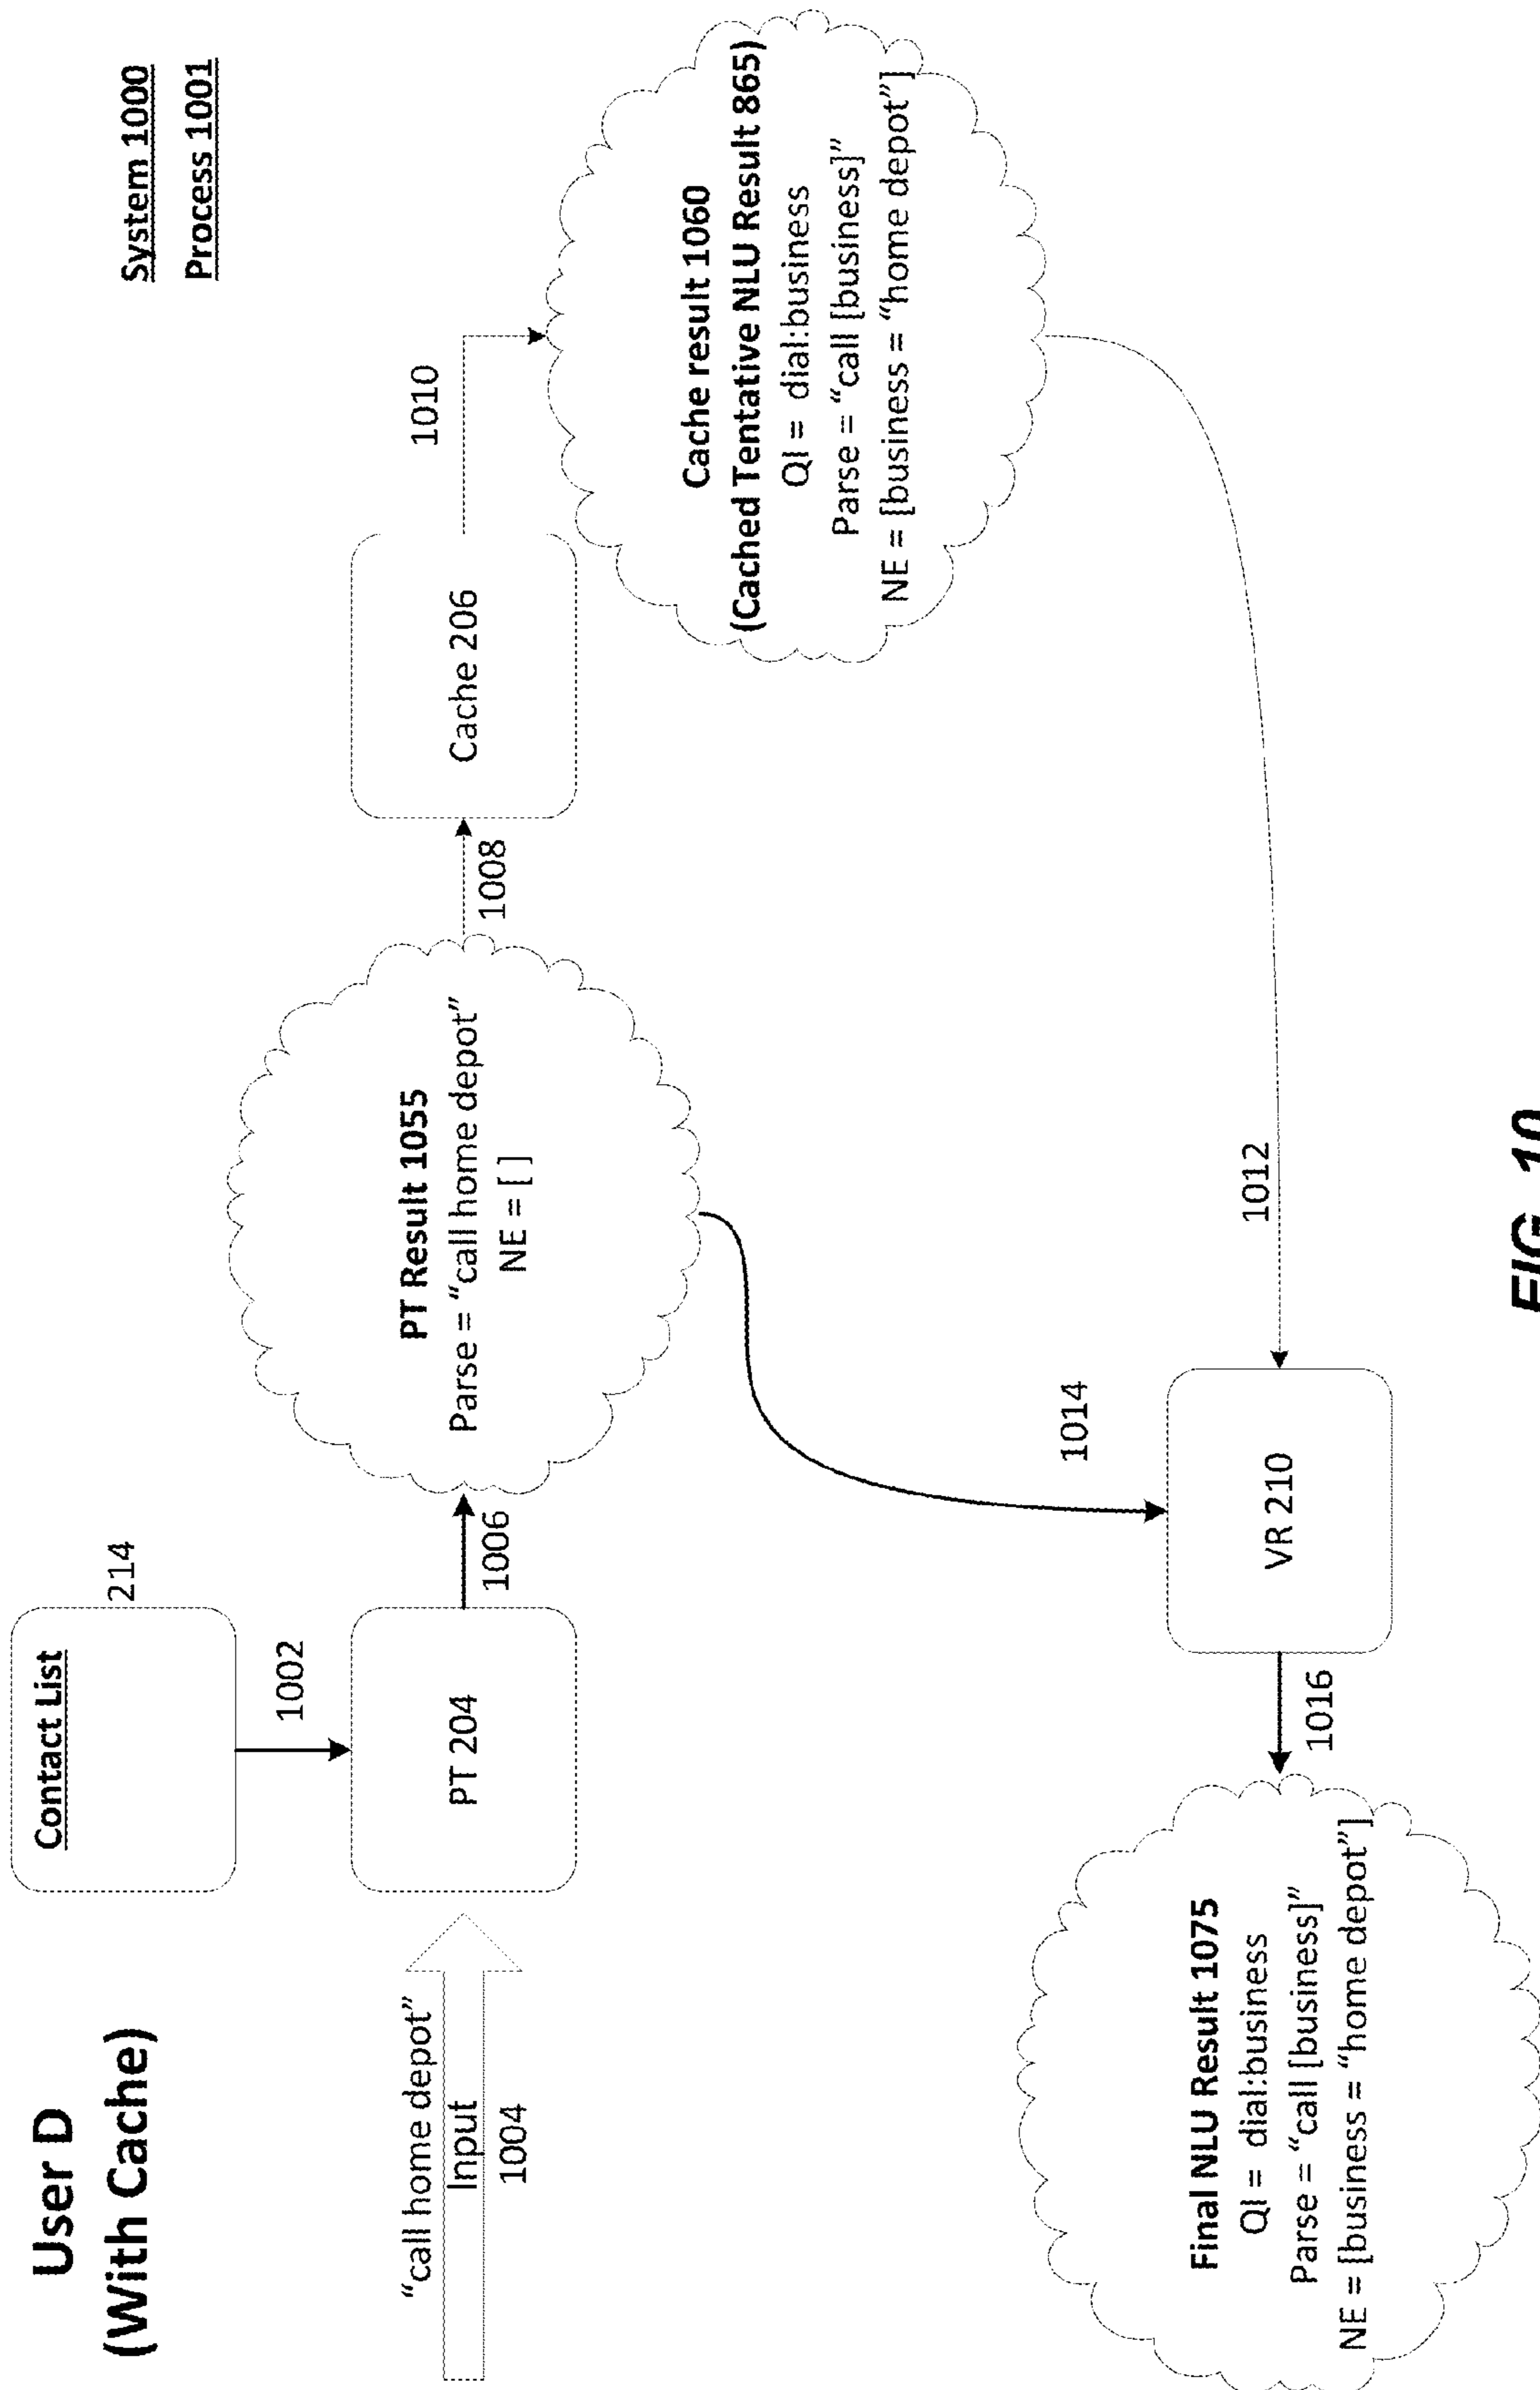 User D
(With Cache)
System 1000
Process 1001
Contact List
214
1002
"call home depot"
Input
1004
PT 204
1006
PT Result 1055
Parse = "call home depot"
NE = [ ]
1008
Cache 206
1010
Cache result 1060
(Cached Tentative NLU Result 865)
QI = dial:business
Parse = "call [business]"
NE = [business = "home depot"]
1012
1014
VR 210
1016
Final NLU Result 1075
QI = dial:business
Parse = "call [business]"
NE = [business = "home depot"]
FIG. 10